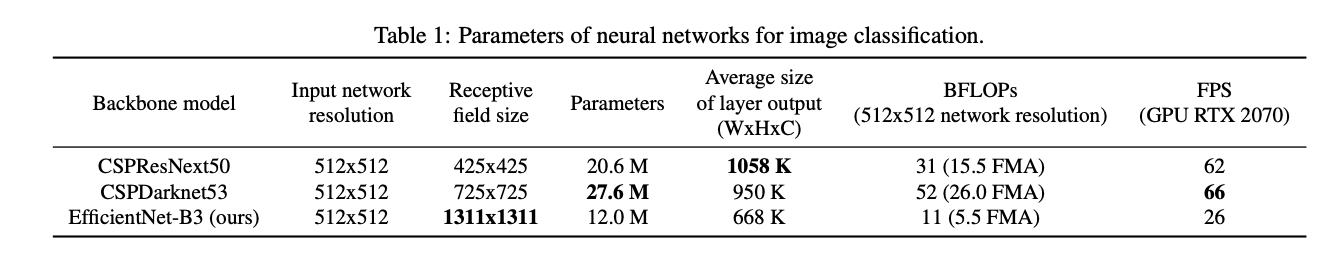 Table 1: Parameters of neural networks for image classification.
Backbone model Input network resolution Receptive field size Parameters Average size of layer output (WxHxC) BFLOPs (512x512 network resolution) FPS (GPU RTX 2070)
CSPResNext50 512x512 425x425 20.6 M 1058 K 31 (15.5 FMA) 62
CSPDarknet53 512x512 725x725 27.6 M 950 K 52 (26.0 FMA) 66
EfficientNet-B3 (ours) 512x512 1311x1311 12.0 M 668 K 11 (5.5 FMA) 26